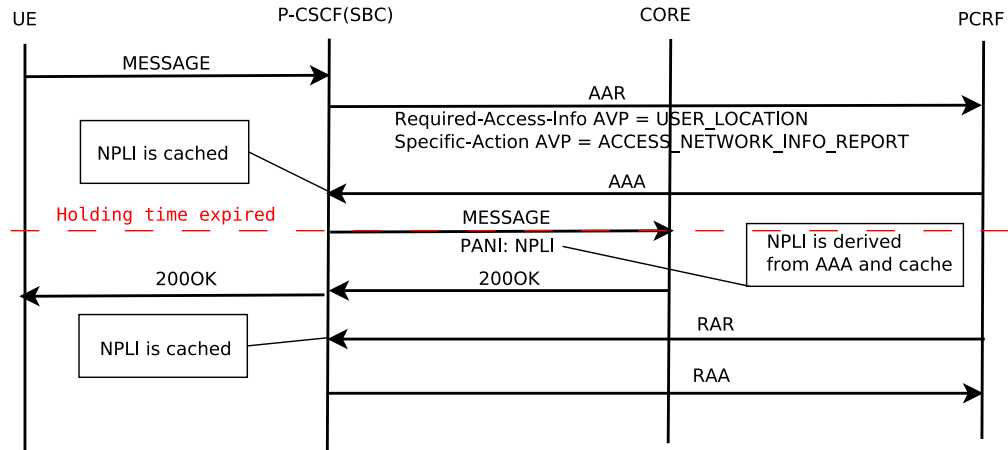 UE
P-CSCF(SBC)
CORE
PCRF
MESSAGE
AAR
Required-Access-Info AVP = USER_LOCATION
Specific-Action AVP = ACCESS_NETWORK_INFO_REPORT
NPLI is cached
AAA
Holding time expired
MESSAGE
PANI: NPLI
NPLI is derived
from AAA and cache
200OK
200OK
RAR
NPLI is cached
RAA